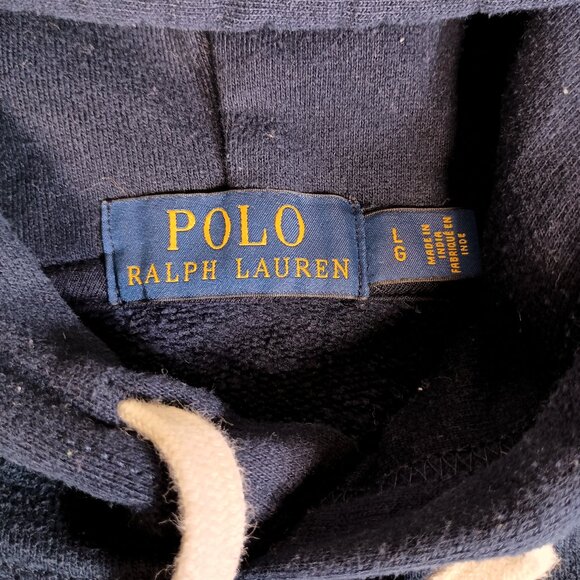 POLO
RALPH LAUREN
L
G
MADE IN
INDIA
FABRIQUÉ EN
INDE